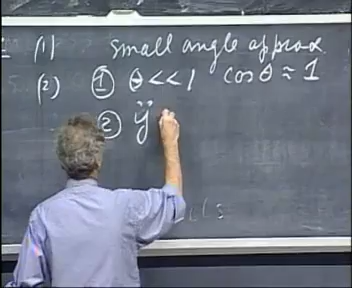 (1) small angle approx.
(2) ① θ << 1 cos θ ≈ 1
② ÿ